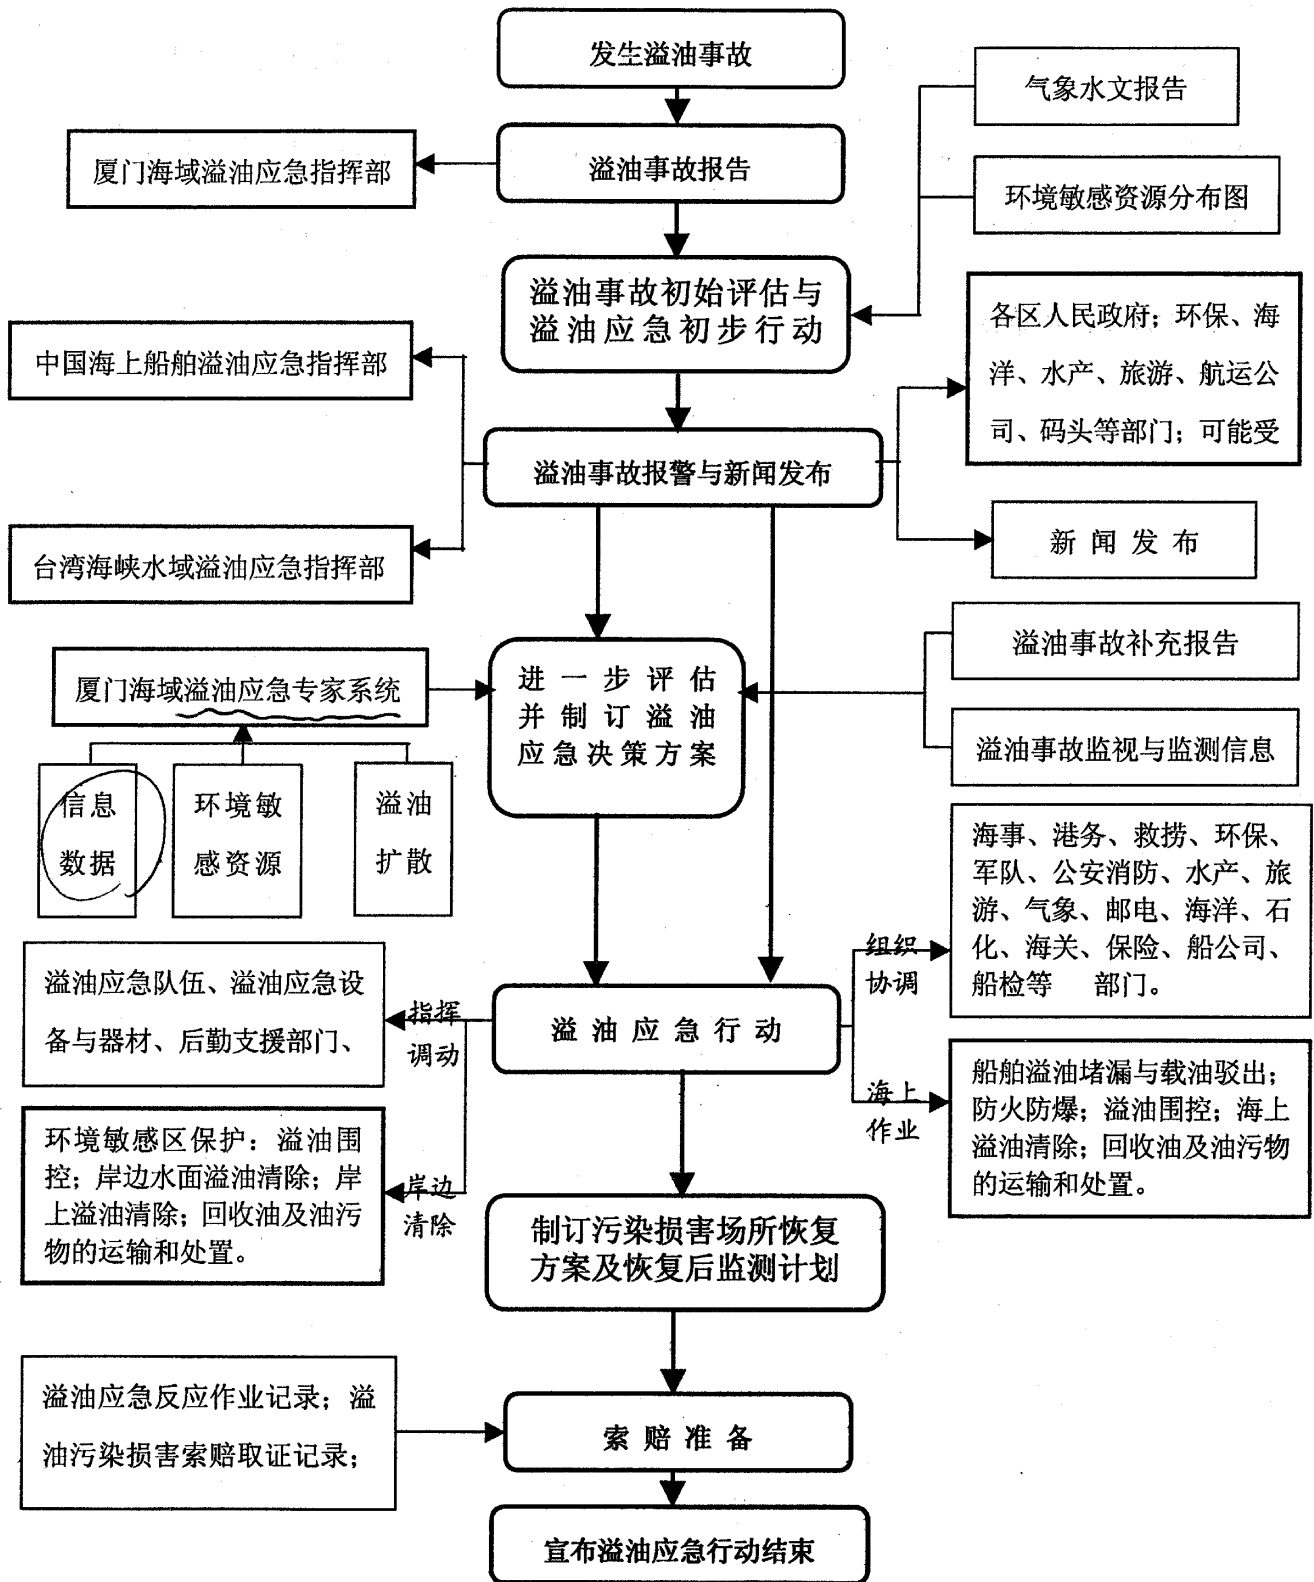 发生溢油事故
气象水文报告
厦门海域溢油应急指挥部
溢油事故报告
环境敏感资源分布图
溢油事故初始评估与
溢油应急初步行动
各区人民政府；环保、海
洋、水产、旅游、航运公
司、码头等部门；可能受
中国海上船舶溢油应急指挥部
溢油事故报警与新闻发布
新闻发布
台湾海峡水域溢油应急指挥部
溢油事故补充报告
厦门海域溢油应急专家系统
进一步评估
并制订溢油
应急决策方案
溢油事故监视与监测信息
信息
数据
环境敏
感资源
溢油
扩散
海事、港务、救捞、环保、
军队、公安消防、水产、旅
游、气象、邮电、海洋、石
化、海关、保险、船公司、
船检等 部门。
组织
协调
溢油应急队伍、溢油应急设
备与器材、后勤支援部门、
指挥
调动
溢油应急行动
海上
作业
船舶溢油堵漏与载油驳出；
防火防爆；溢油围控；海上
溢油清除；回收油及油污物
的运输和处置。
环境敏感区保护：溢油围
控；岸边水面溢油清除；岸
上溢油清除；回收油及油污
物的运输和处置。
岸边
清除
制订污染损害场所恢复
方案及恢复后监测计划
溢油应急反应作业记录；溢
油污染损害索赔取证记录；
索赔准备
宣布溢油应急行动结束